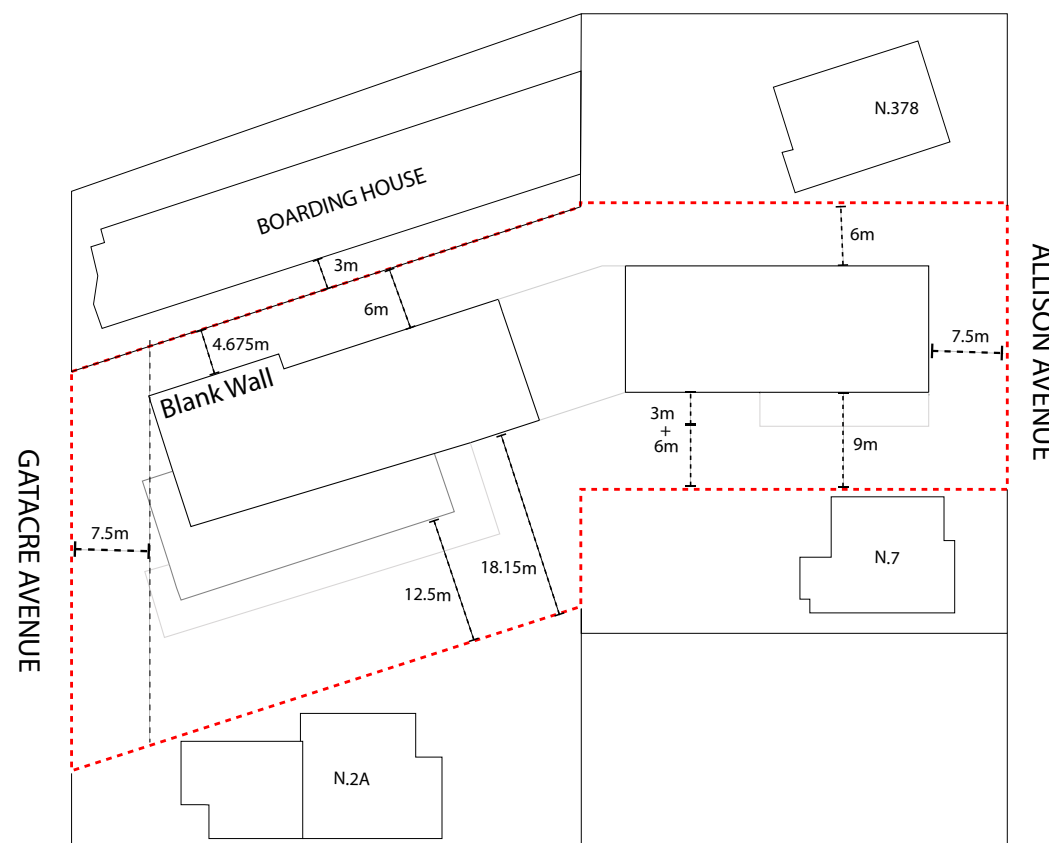 N.378
BOARDING HOUSE
3m
6m
6m
4.675m
Blank Wall
7.5m
ALLISON AVENUE
3m
+
6m
9m
GATACRE AVENUE
7.5m
18.15m
12.5m
N.7
N.2A